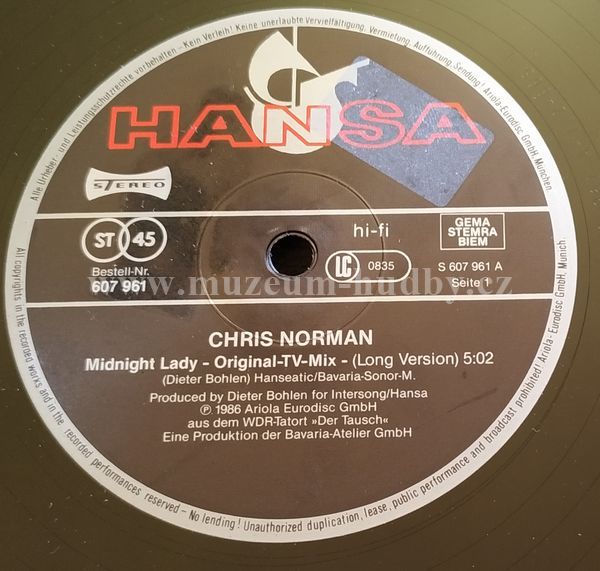 Alle Urheber- und Leistungsschutzrechte vorbehalten – Kein Verleih! Keine unerlaubte Vervielfältigung, Vermietung, Aufführung, Sendung! Ariola-Eurodisc GmbH, München.
HANSA
STEREO
ST 45
Bestell-Nr.
607 961
hi-fi
LC 0835
GEMA
STEMRA
BIEM
S 607 961 A
Seite 1
www.muzeum-hudby.cz
CHRIS NORMAN
Midnight Lady – Original-TV-Mix – (Long Version) 5:02
(Dieter Bohlen) Hanseatic/Bavaria-Sonor-M.
Produced by Dieter Bohlen for Intersong/Hansa
Ⓟ 1986 Ariola Eurodisc GmbH
aus dem WDR-Tatort »Der Tausch«
Eine Produktion der Bavaria-Atelier GmbH
All copyrights in the recorded works and in the recorded performances reserved – No lending! Unauthorized duplication, lease, public performance and broadcast prohibited! Ariola-Eurodisc GmbH, Munich.